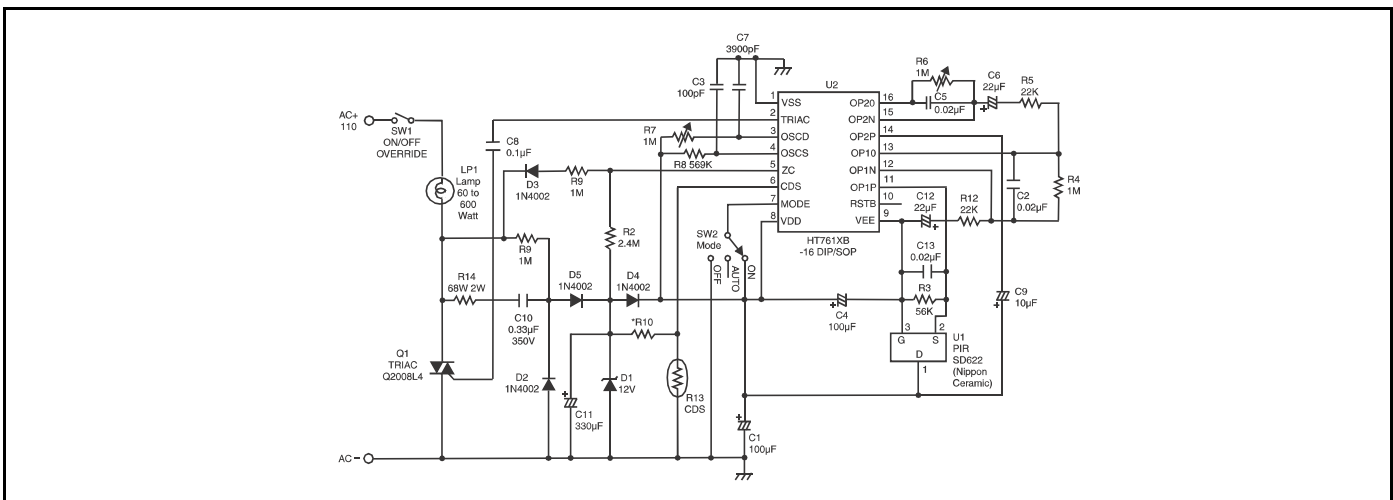 C7
3900pF
C3
100pF
U2
R6
1M
C6
22µF
R5
22K
C5
0.02µF
AC+
110
SW1
ON/OFF
OVERRIDE
C8
0.1µF
R7
1M
R8 569K
1
VSS
2
TRIAC
3
OSCD
4
OSCS
5
ZC
6
CDS
7
MODE
8
VDD
16
OP20
15
OP2N
14
OP2P
13
OP10
12
OP1N
11
OP1P
10
RSTB
9
VEE
HT761XB
-16 DIP/SOP
LP1
Lamp
60 to
600
Watt
D3
1N4002
R9
1M
C12
22µF
R12
22K
C2
0.02µF
R4
1M
R9
1M
R2
2.4M
SW2
Mode
OFF
AUTO
ON
C13
0.02µF
R14
68W 2W
D5
1N4002
D4
1N4002
C10
0.33µF
350V
*R10
C4
100µF
R3
56K
C9
10µF
3
2
G
S
D
1
U1
PIR
SD622
(Nippon
Ceramic)
Q1
TRIAC
Q2008L4
D2
1N4002
C11
330µF
D1
12V
R13
CDS
C1
100µF
AC−
+
+
+
+
+
+